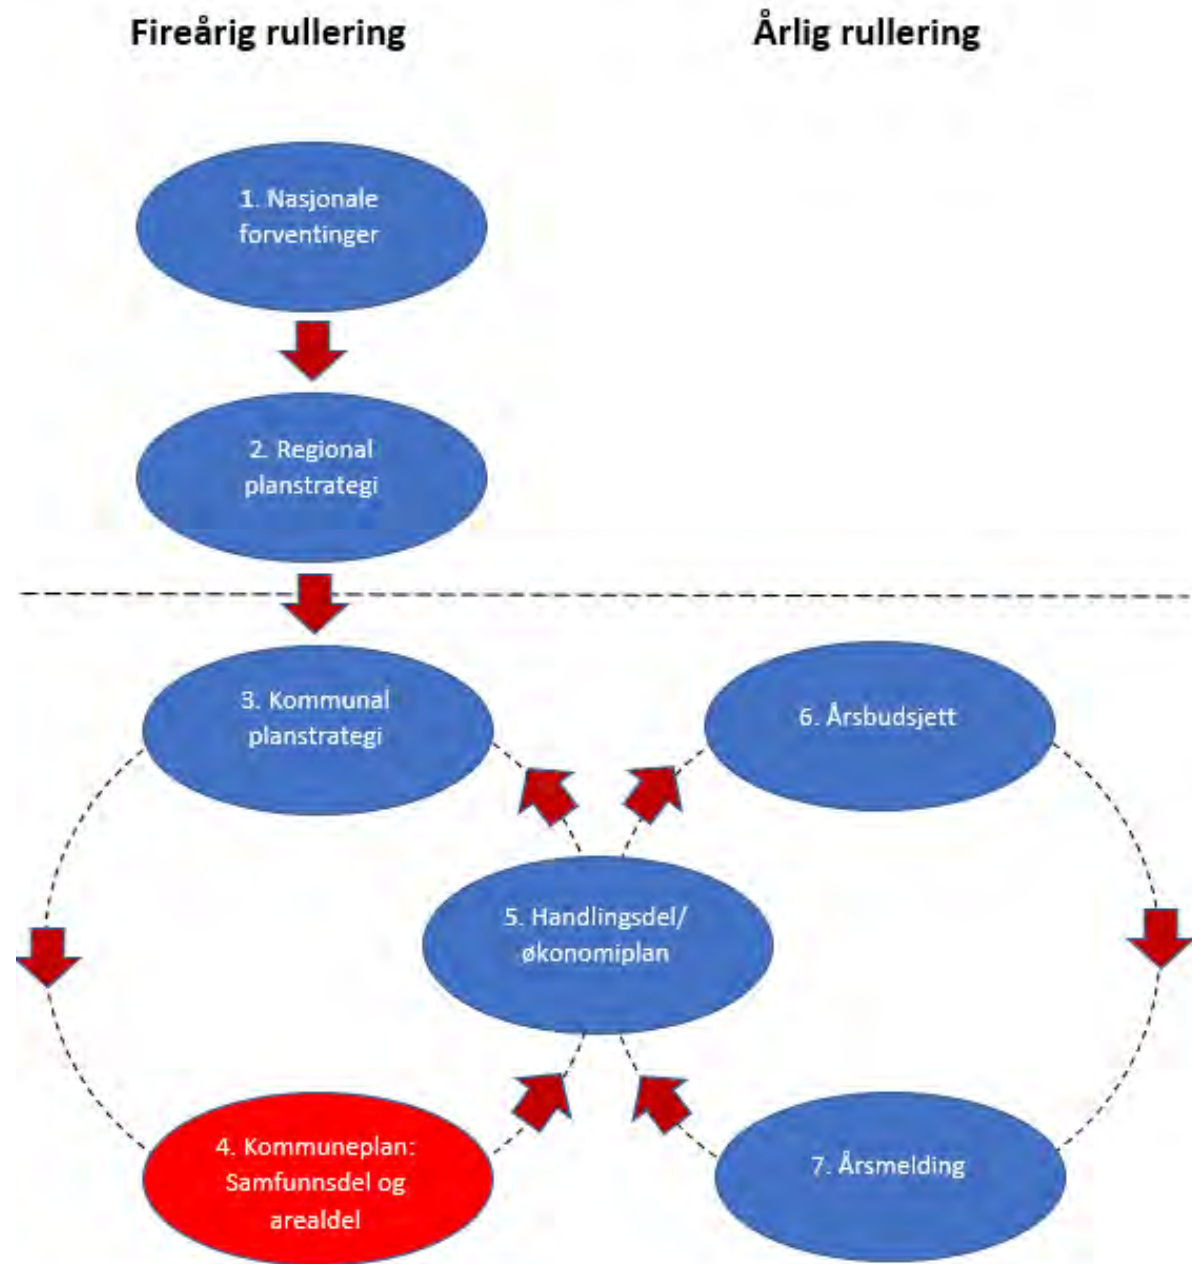 Fireårig rullering
Årlig rullering
1. Nasjonale
forventinger
2. Regional
planstrategi
3. Kommunal
planstrategi
6. Årsbudsjett
5. Handlingsdel/
økonomiplan
4. Kommuneplan:
Samfunnsdel og
arealdel
7. Årsmelding